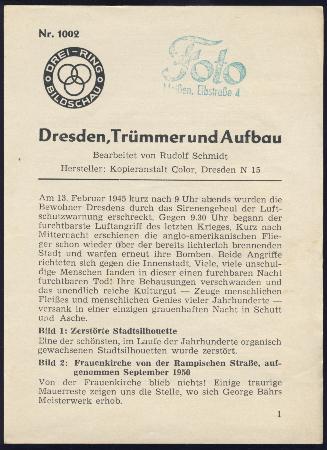 Nr. 1002
DREI-RING
BILDSCHAU
Foto
Meißen, Elbstraße 4
Dresden, Trümmer und Aufbau
Bearbeitet von Rudolf Schmidt
Hersteller: Kopieranstalt Color, Dresden N 15
Am 13. Februar 1945 kurz nach 9 Uhr abends wurden die
Bewohner Dresdens durch das Sirenengeheul der Luft-
schutzwarnung erschreckt. Gegen 9.30 Uhr begann der
furchtbarste Luftangriff des letzten Krieges. Kurz nach
Mitternacht erschienen die anglo-amerikanischen Flie-
ger schon wieder über der bereits lichterloh brennenden
Stadt und warfen erneut ihre Bomben. Beide Angriffe
richteten sich gegen die Innenstadt. Viele, viele unschul-
dige Menschen fanden in dieser einen furchtbaren Nacht
furchtbaren Tod! Ihre Behausungen verschwanden und
das unendlich reiche Kulturgut — Zeuge menschlichen
Fleißes und menschlichen Genies vieler Jahrhunderte —
versank in einer einzigen grauenhaften Nacht in Schutt
und Asche.
Bild 1: Zerstörte Stadtsilhouette
Eine der schönsten, im Laufe der Jahrhunderte organisch
gewachsenen Stadtsilhouetten wurde zerstört.
Bild 2: Frauenkirche von der Rampischen Straße, auf-
genommen September 1950
Von der Frauenkirche blieb nichts! Einige traurige
Mauerreste zeigen uns die Stelle, wo sich George Bährs
Meisterwerk erhob.
1